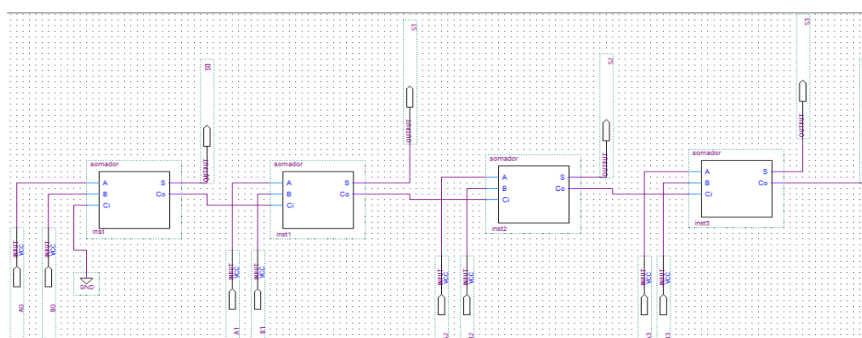 S0
S1
S2
S3
OUTPUT
OUTPUT
OUTPUT
OUTPUT
somador
A
B
Ci
S
Co
inst
somador
A
B
Ci
S
Co
inst1
somador
A
B
Ci
S
Co
inst2
somador
A
B
Ci
S
Co
inst3
INPUT
VCC
INPUT
VCC
GND
INPUT
VCC
INPUT
VCC
INPUT
VCC
INPUT
VCC
INPUT
VCC
INPUT
VCC
A0
B0
A1
B1